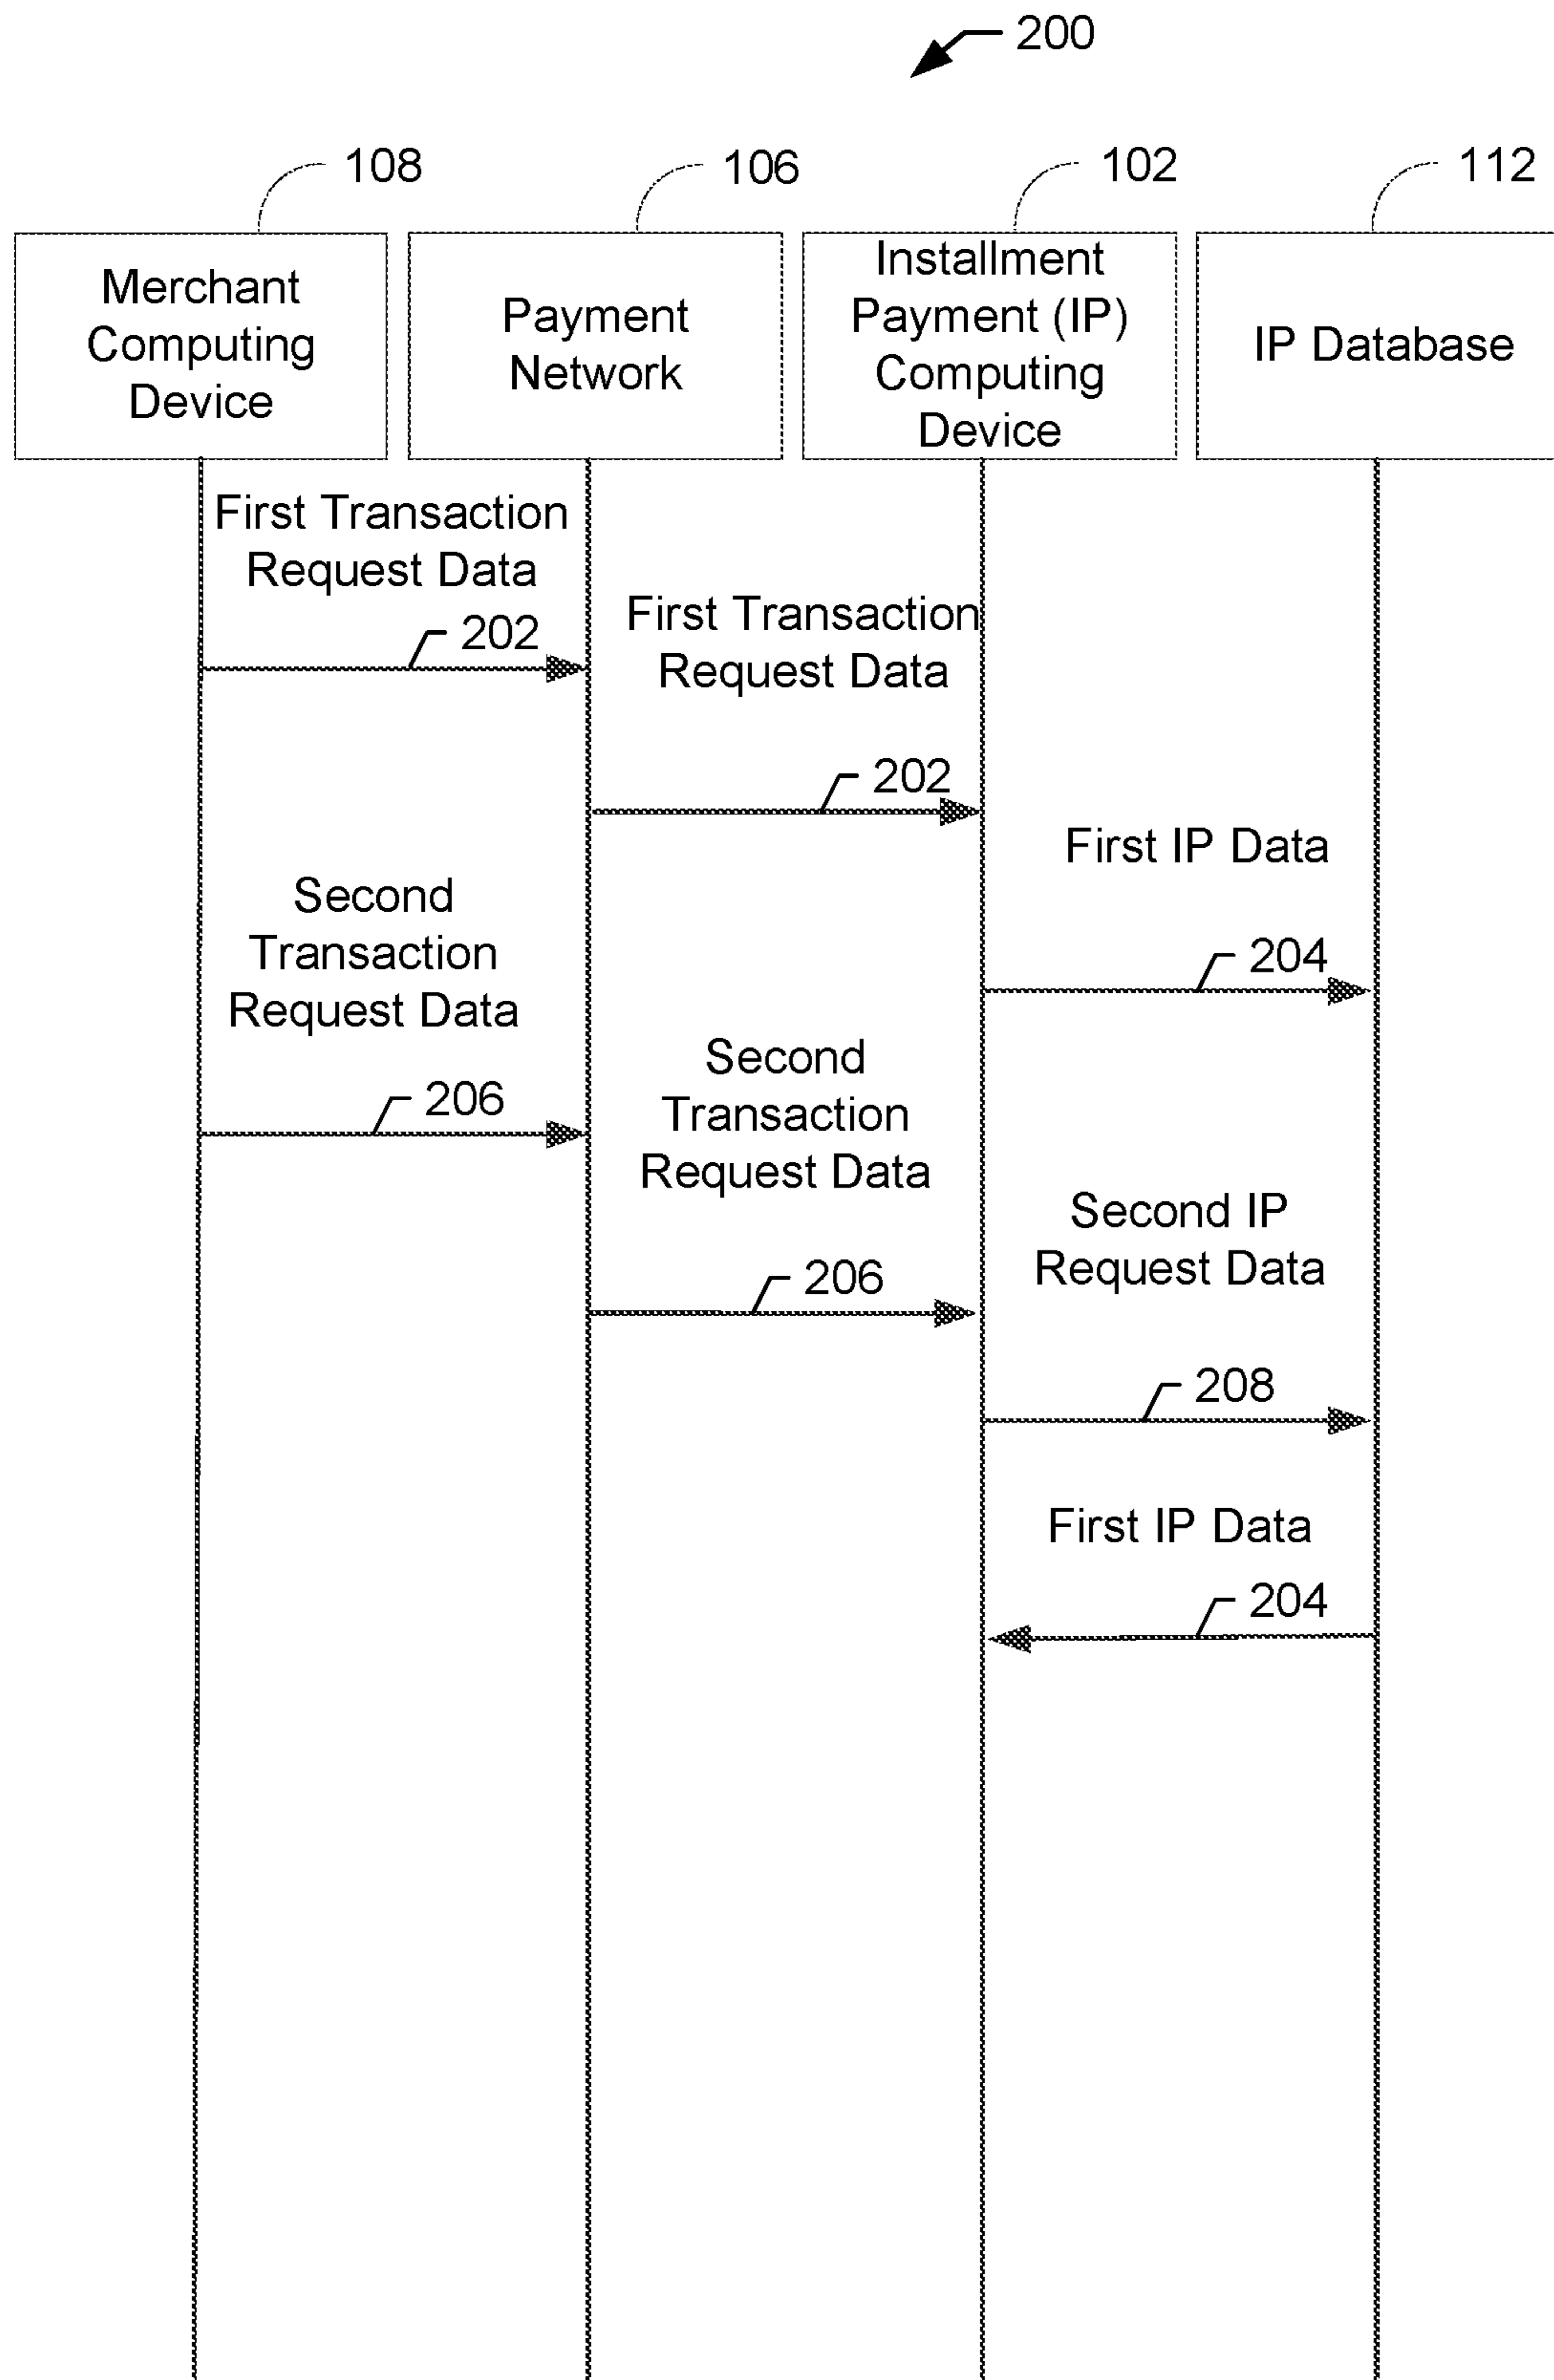 200
108
106
102
112
Merchant
Computing
Device
Payment
Network
Installment
Payment (IP)
Computing
Device
IP Database
First Transaction
Request Data
202
First Transaction
Request Data
202
First IP Data
204
Second
Transaction
Request Data
206
Second
Transaction
Request Data
206
Second IP
Request Data
208
First IP Data
204